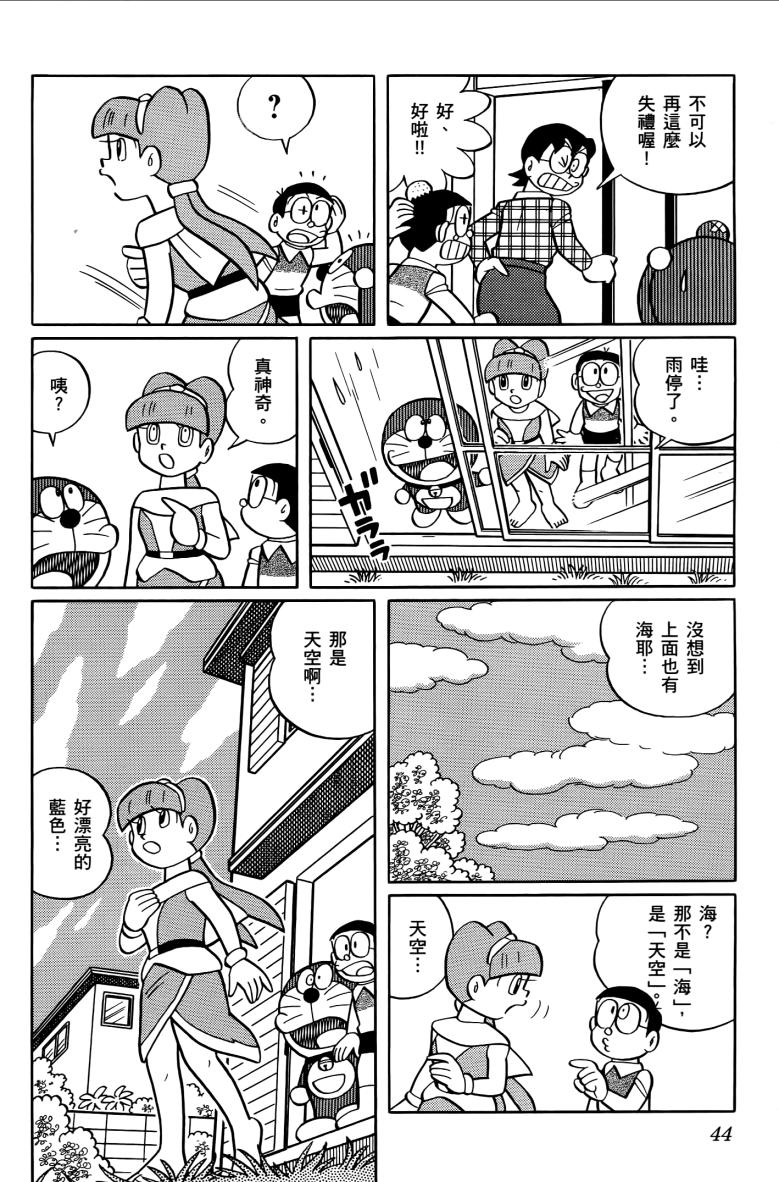 不可以
再這麼
失禮喔！
好、
好啦!!
？
哇…
雨停了。
ガララ
真神奇。
咦？
沒想到
上面也有
海耶…
海？
那不是「海」，
是「天空」。
天空…
那是
天空啊…
好漂亮的
藍色…
44